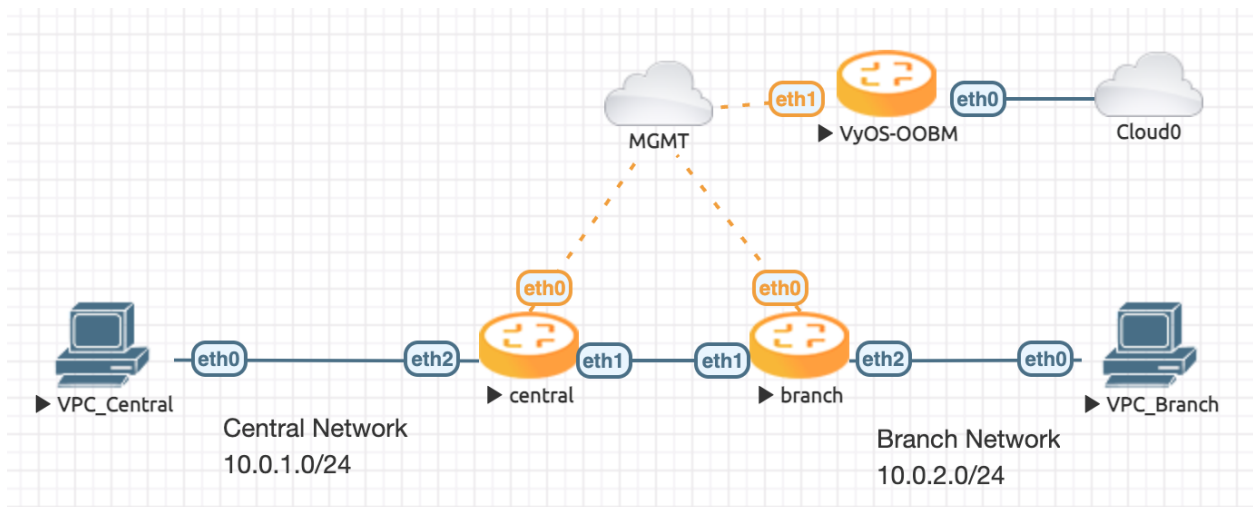 eth1
eth0
MGMT
VyOS-OOBM
Cloud0
eth0
eth0
eth0
eth2
eth1
eth1
eth2
eth0
VPC_Central
central
branch
VPC_Branch
Central Network
10.0.1.0/24
Branch Network
10.0.2.0/24